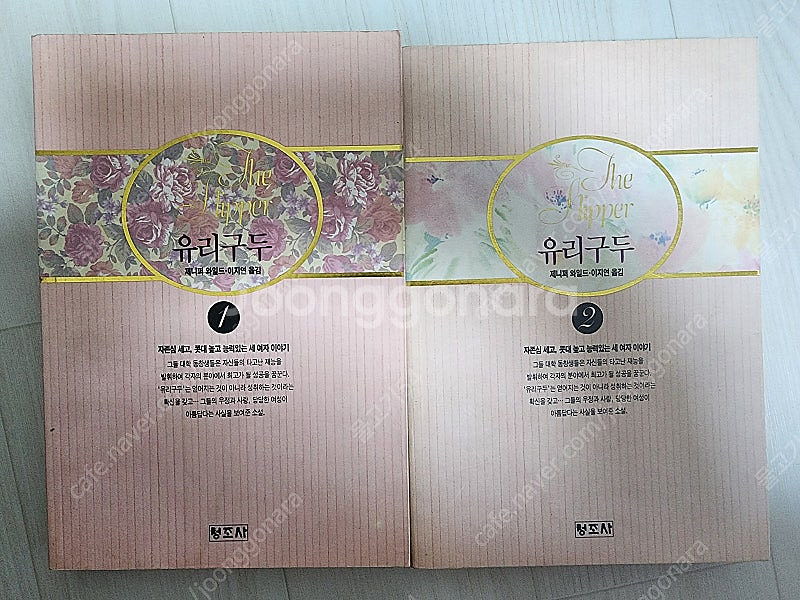 The
Flipper
유리구두
제니퍼 와일드·이지연 옮김
1
자존심 세고, 콧대 높고 능력있는 세 여자 이야기
그들 대학 동창생들은 자신들의 타고난 재능을
발휘하여 각자의 분야에서 최고가 될 성공을 꿈꾼다.
'유리구두'는 얻어지는 것이 아니라 성취하는 것이라는
확신을 갖고… 그들의 우정과 사랑, 당당한 여성이
아름답다는 사실을 보여준 소설.
청조사
The
Flipper
유리구두
제니퍼 와일드·이지연 옮김
2
자존심 세고, 콧대 높고 능력있는 세 여자 이야기
그들 대학 동창생들은 자신들의 타고난 재능을
발휘하여 각자의 분야에서 최고가 될 성공을 꿈꾼다.
'유리구두'는 얻어지는 것이 아니라 성취하는 것이라는
확신을 갖고… 그들의 우정과 사랑, 당당한 여성이
아름답다는 사실을 보여준 소설.
청조사
/joonggonara
cafe.naver.com/joonggonara